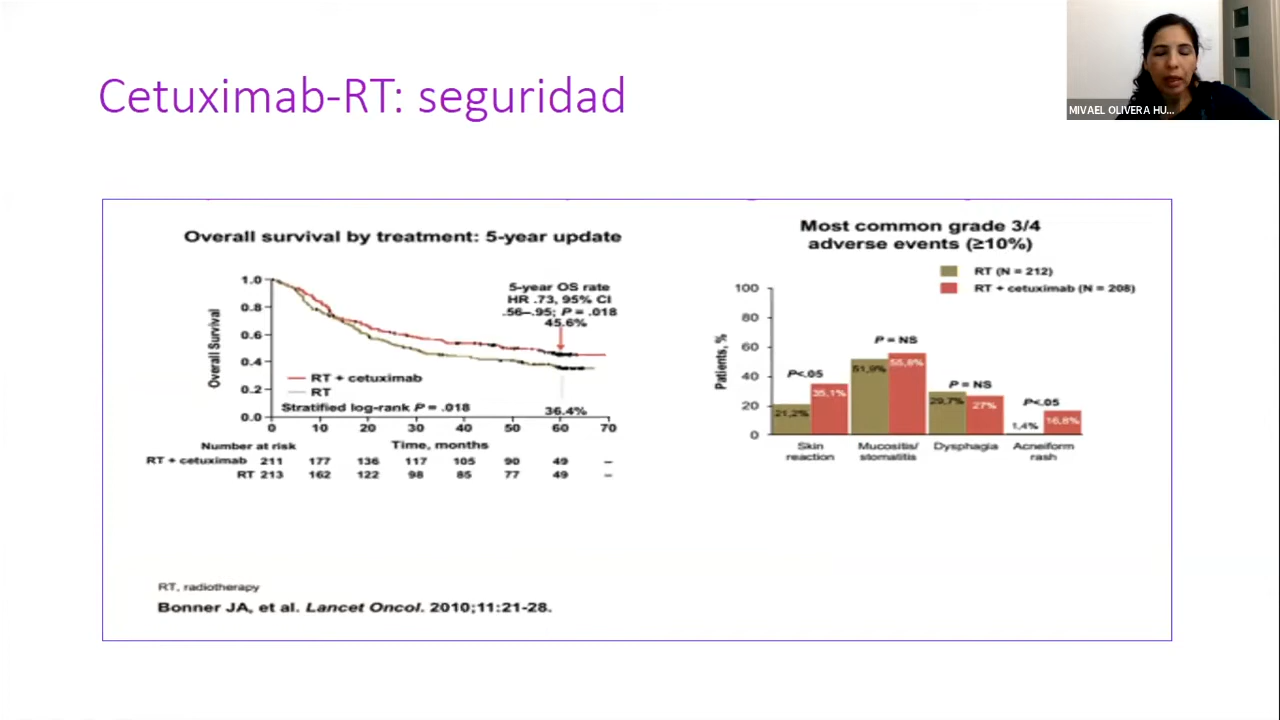 Cetuximab-RT: seguridad
MIVAEL OLIVERA HU...
Overall survival by treatment: 5-year update
Overall Survival
1.0
0.8
0.6
0.4
0.2
0.0
5-year OS rate
HR .73, 95% CI
.56–.95; P = .018
45.6%
RT + cetuximab
RT
Stratified log-rank P = .018
36.4%
0 10 20 30 40 50 60 70
Number at risk
Time, months
RT + cetuximab 211 177 136 117 105 90 49 –
RT 213 162 122 98 85 77 49 –
Most common grade 3/4
adverse events (≥10%)
RT (N = 212)
RT + cetuximab (N = 208)
Patients, %
100
80
60
40
20
0
P<.05
21,2%
35,1%
P = NS
51,9%
55,8%
P = NS
29,7%
27%
P<.05
1,4%
16,8%
Skin
reaction
Mucositis/
stomatitis
Dysphagia
Acneiform
rash
RT, radiotherapy
Bonner JA, et al. Lancet Oncol. 2010;11:21-28.